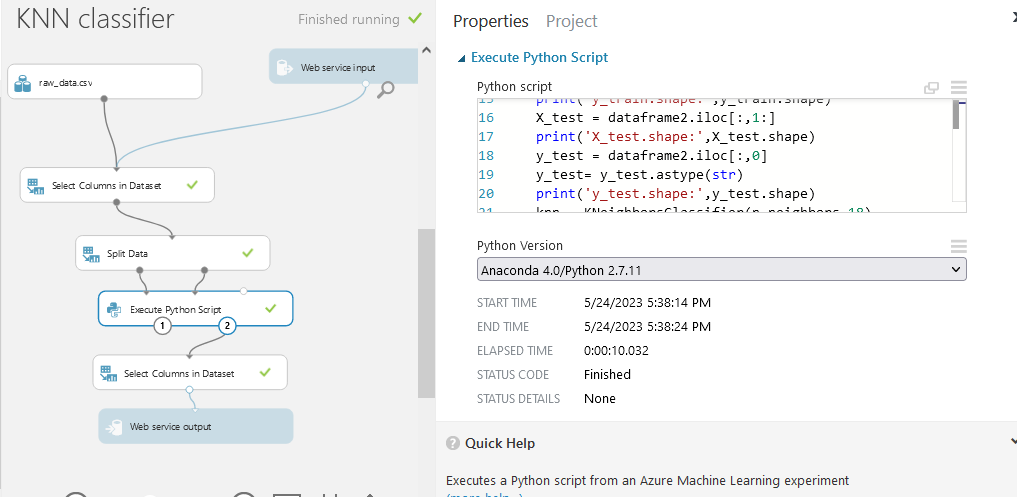 KNN classifier
Finished running
raw_data.csv
Web service input
Select Columns in Dataset
Split Data
Execute Python Script
1
2
Select Columns in Dataset
Web service output
Properties
Project
Execute Python Script
Python script
15 print('y_train.shape:',y_train.shape)
16 X_test = dataframe2.iloc[:,1:]
17 print('X_test.shape:',X_test.shape)
18 y_test = dataframe2.iloc[:,0]
19 y_test= y_test.astype(str)
20 print('y_test.shape:',y_test.shape)
21 knn = KNeighborsClassifier(n_neighbors=18)
Python Version
Anaconda 4.0/Python 2.7.11
START TIME 5/24/2023 5:38:14 PM
END TIME 5/24/2023 5:38:24 PM
ELAPSED TIME 0:00:10.032
STATUS CODE Finished
STATUS DETAILS None
? Quick Help
Executes a Python script from an Azure Machine Learning experiment
(more help...)